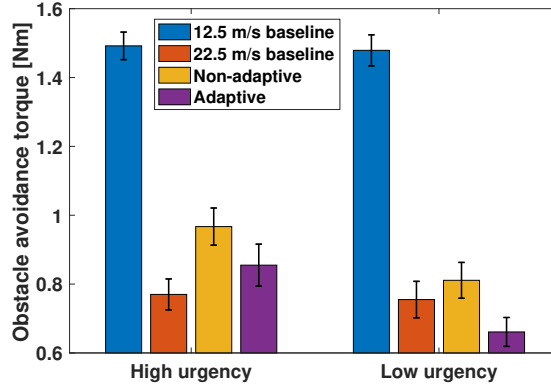 Obstacle avoidance torque [Nm]
1.6
1.4
1.2
1
0.8
0.6
12.5 m/s baseline
22.5 m/s baseline
Non-adaptive
Adaptive
High urgency
Low urgency